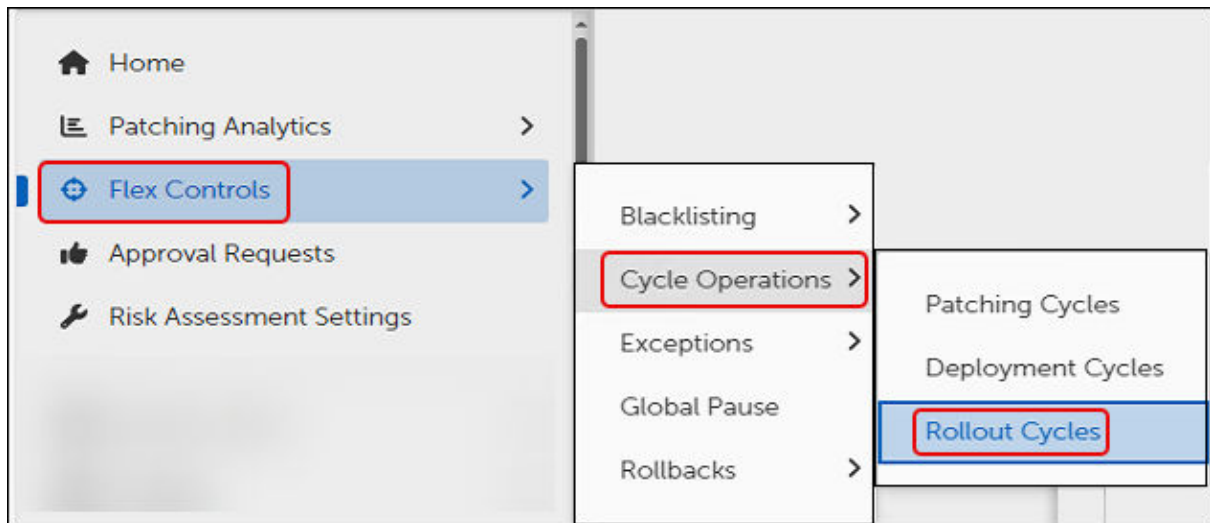 Home
Patching Analytics
Flex Controls
Approval Requests
Risk Assessment Settings
Blacklisting
Cycle Operations
Exceptions
Global Pause
Rollbacks
Patching Cycles
Deployment Cycles
Rollout Cycles